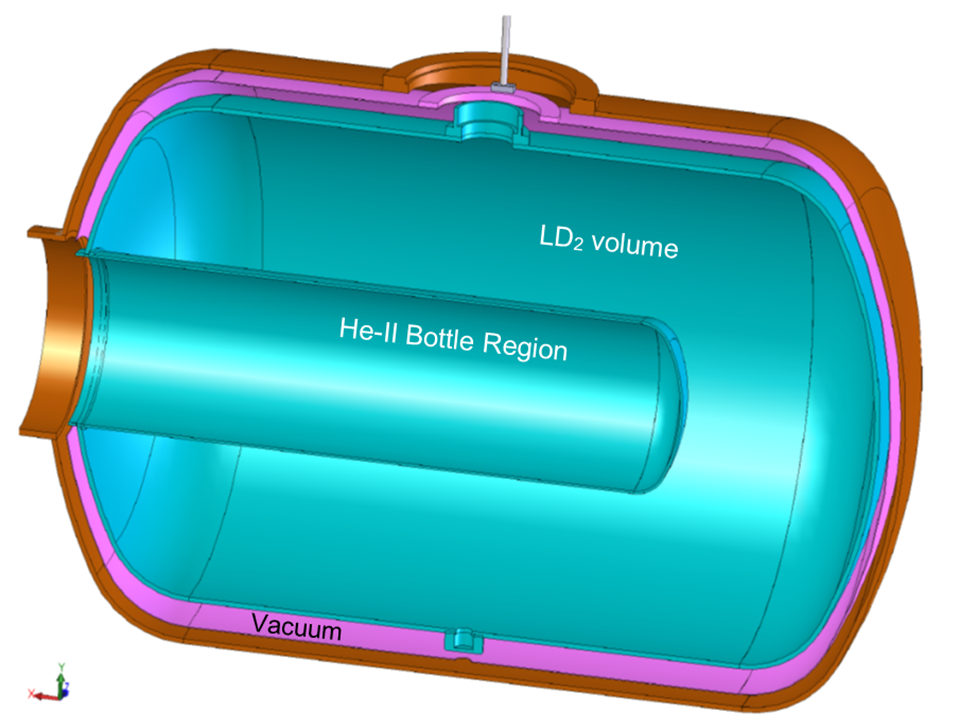 LD₂ volume
He-II Bottle Region
Vacuum
Y
X
Z